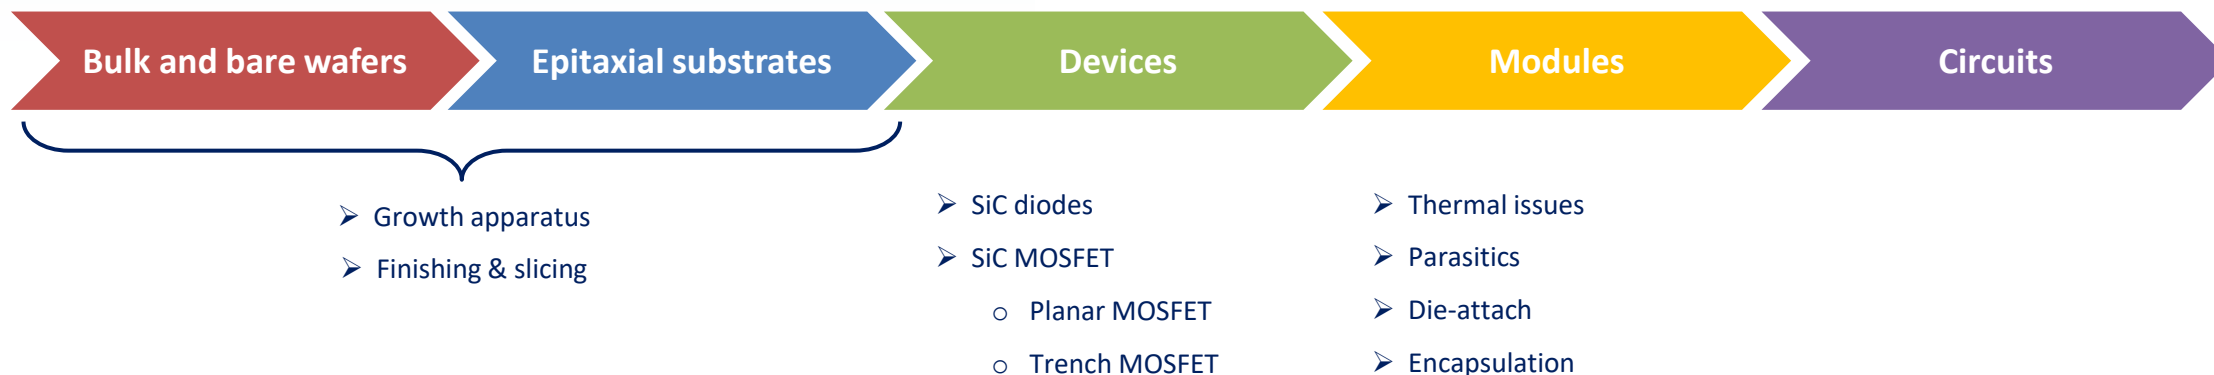 Bulk and bare wafers
Epitaxial substrates
Devices
Modules
Circuits
➢ Growth apparatus
➢ Finishing & slicing
➢ SiC diodes
➢ SiC MOSFET
o Planar MOSFET
o Trench MOSFET
➢ Thermal issues
➢ Parasitics
➢ Die-attach
➢ Encapsulation